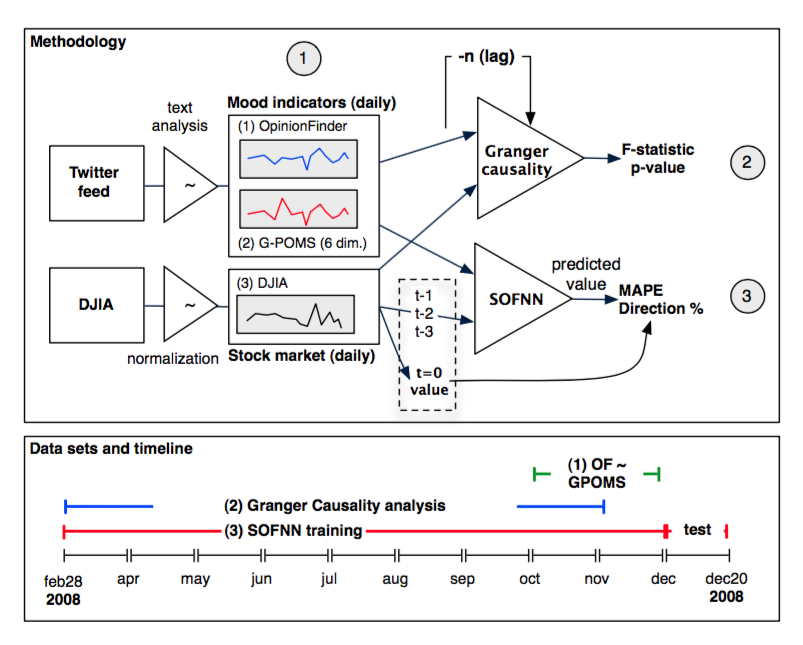 Methodology
1
-n (lag)
text
analysis
Mood indicators (daily)
(1) OpinionFinder
Twitter
feed
~
(2) G-POMS (6 dim.)
Granger
causality
F-statistic
p-value
2
DJIA
~
normalization
(3) DJIA
Stock market (daily)
t-1
t-2
t-3
t=0
value
SOFNN
predicted
value
MAPE
Direction %
3
Data sets and timeline
(1) OF ~
GPOMS
(2) Granger Causality analysis
(3) SOFNN training
test
feb28 apr may jun jul aug sep oct nov dec dec20
2008 2008